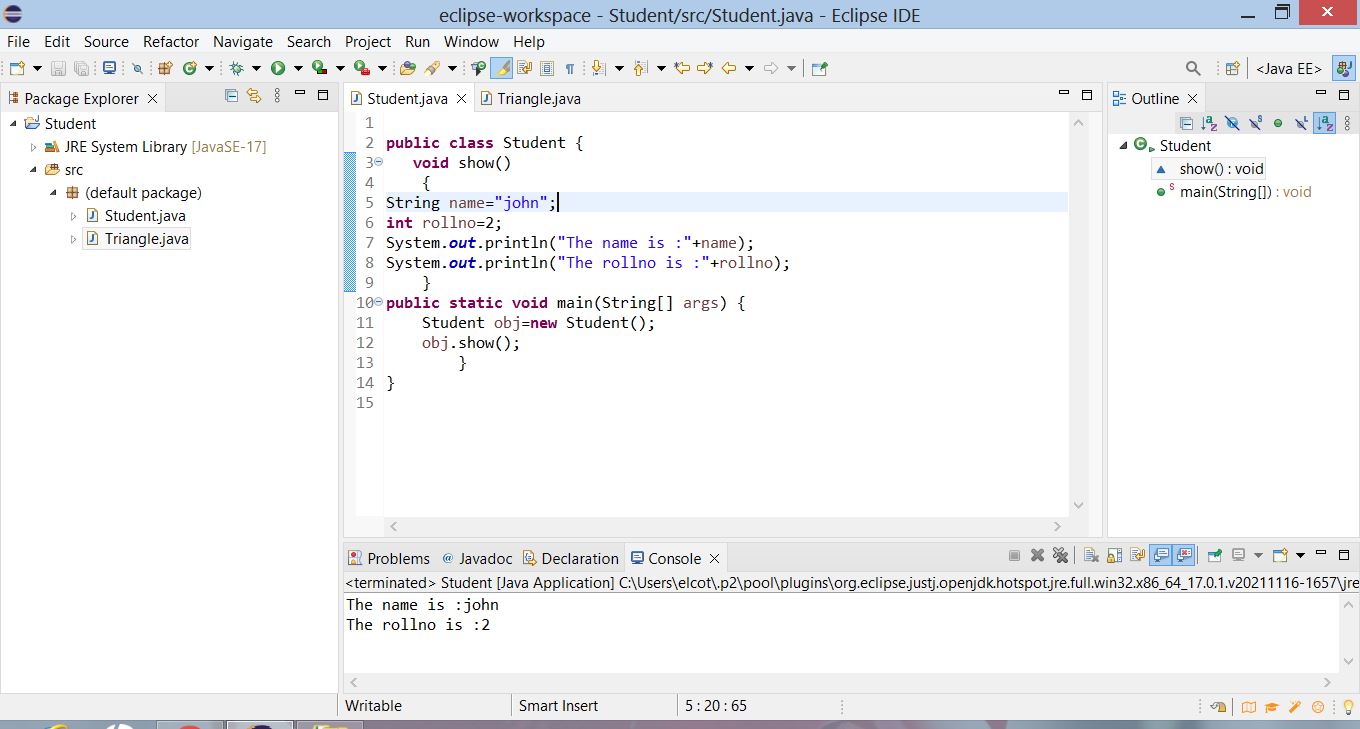 eclipse-workspace - Student/src/Student.java - Eclipse IDE
File Edit Source Refactor Navigate Search Project Run Window Help
<Java EE>
Package Explorer
Student
JRE System Library [JavaSE-17]
src
(default package)
Student.java
Triangle.java
Student.java Triangle.java
1
2 public class Student {
3 void show()
4 {
5 String name="john";
6 int rollno=2;
7 System.out.println("The name is :"+name);
8 System.out.println("The rollno is :"+rollno);
9 }
10 public static void main(String[] args) {
11 Student obj=new Student();
12 obj.show();
13 }
14 }
15
Outline
Student
show() : void
main(String[]) : void
Problems Javadoc Declaration Console
<terminated> Student [Java Application] C:\Users\elcot\.p2\pool\plugins\org.eclipse.justj.openjdk.hotspot.jre.full.win32.x86_64_17.0.1.v20211116-1657\jre
The name is :john
The rollno is :2
Writable Smart Insert 5 : 20 : 65